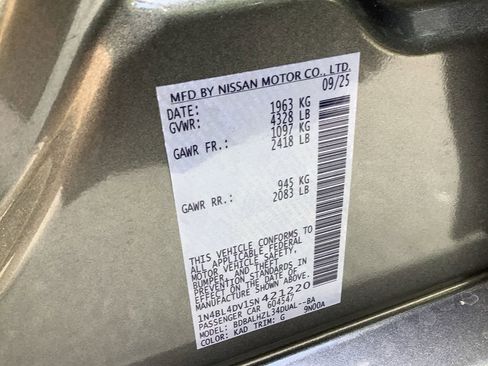 MFD BY NISSAN MOTOR CO., LTD.
DATE: 09/25
GVWR: 1963 KG
4328 LB
GAWR FR.: 1097 KG
2418 LB
GAWR RR.: 945 KG
2083 LB
THIS VEHICLE CONFORMS TO
ALL APPLICABLE FEDERAL
MOTOR VEHICLE SAFETY,
BUMPER, AND THEFT
PREVENTION STANDARDS
IN EFFECT ON THE DATE OF
MANUFACTURE SHOWN ABOVE.
1N4BL4DV1SN421220
PASSENGER CAR 604547
MODEL: BDBALHZL34DUAL--BA
COLOR: KAD TRIM: G 9N00A